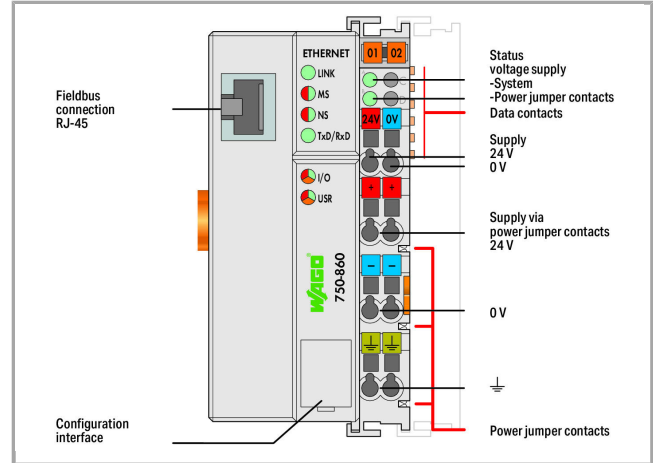 Fieldbus
connection
RJ-45
Configuration
interface
ETHERNET
LINK
MS
NS
TxD/RxD
I/O
USR
WAGO
750-860
01 02
24V 0V
+ +
− −
Status
voltage supply
-System
-Power jumper contacts
Data contacts
Supply
24 V
0 V
Supply via
power jumper contacts
24 V
0 V
Power jumper contacts